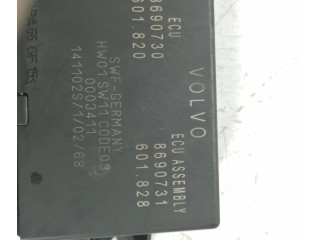 VOLVO
ECU
8690730
601.820
ECU ASSEMBLY
8690731
601.828
SWF-GERMANY
HW01 SW11 CODE09
0003411
141102S/1/02/68